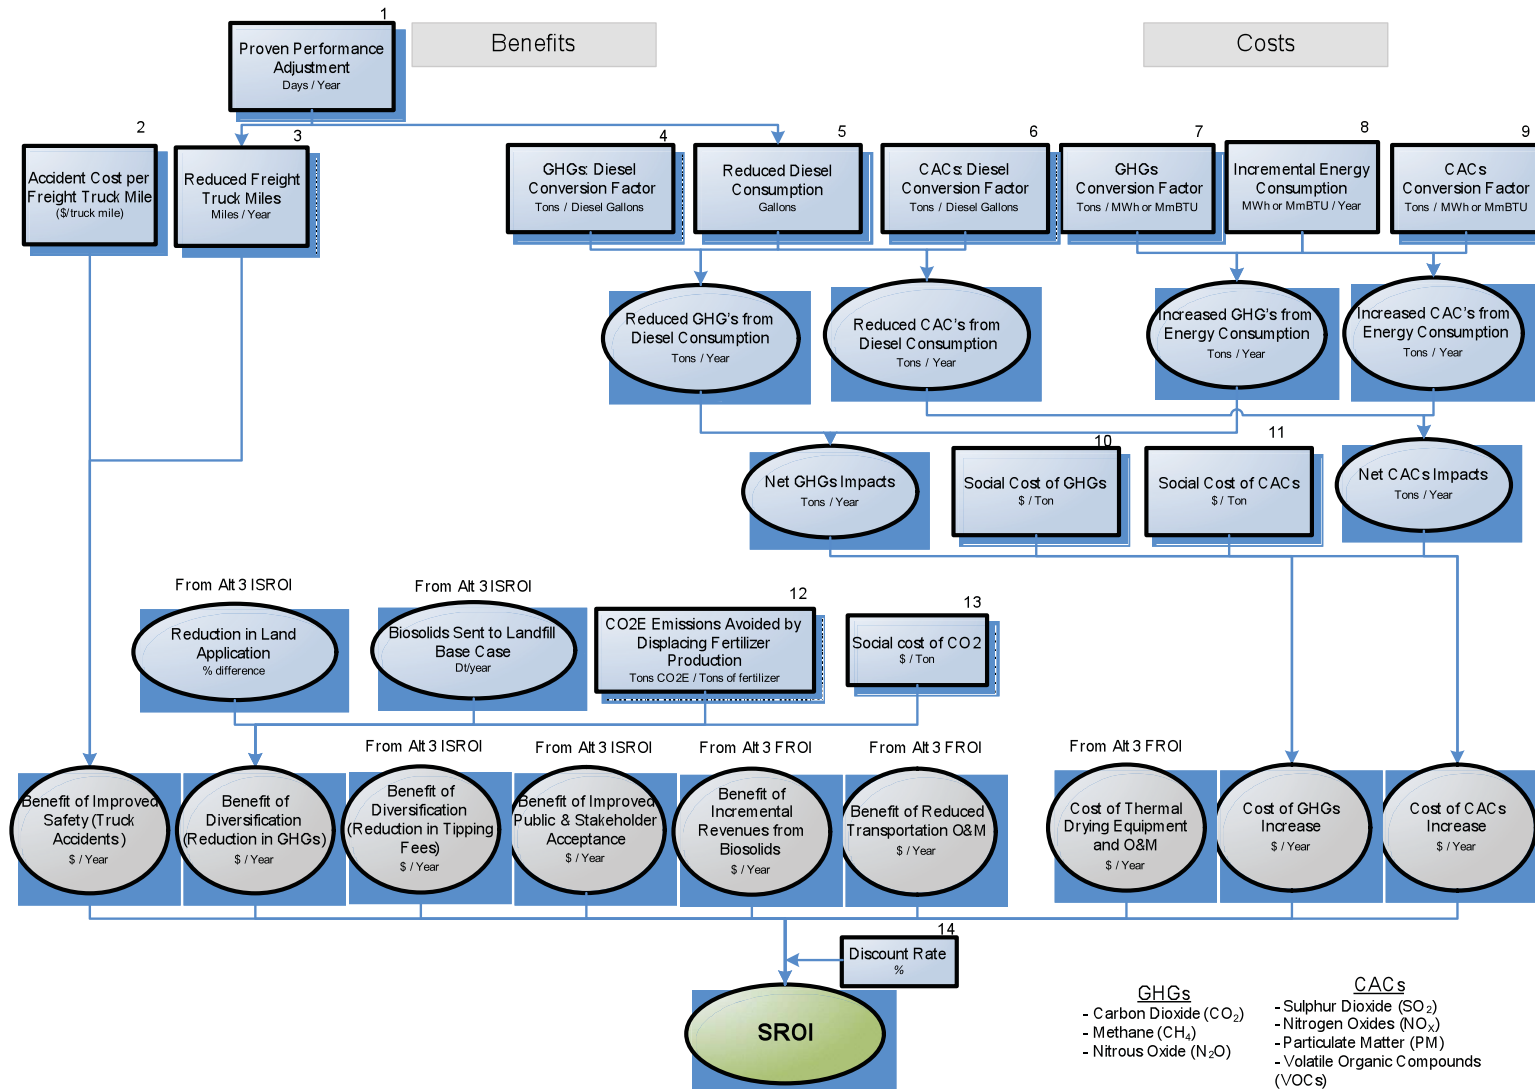 1
Benefits
Costs
Proven Performance
Adjustment
Days / Year
2
3
4
5
6
7
8
9
Accident Cost per
Freight Truck Mile
($/truck mile)
Reduced Freight
Truck Miles
Miles / Year
GHGs: Diesel
Conversion Factor
Tons / Diesel Gallons
Reduced Diesel
Consumption
Gallons
CACs: Diesel
Conversion Factor
Tons / Diesel Gallons
GHGs
Conversion Factor
Tons / MWh or MmBTU
Incremental Energy
Consumption
MWh or MmBTU / Year
CACs
Conversion Factor
Tons / MWh or MmBTU
Reduced GHG's from
Diesel Consumption
Tons / Year
Reduced CAC's from
Diesel Consumption
Tons / Year
Increased GHG's from
Energy Consumption
Tons / Year
Increased CAC's from
Energy Consumption
Tons / Year
Net GHGs Impacts
Tons / Year
10
Social Cost of GHGs
$ / Ton
11
Social Cost of CACs
$ / Ton
Net CACs Impacts
Tons / Year
From Alt 3 ISROI
Reduction in Land
Application
% difference
From Alt 3 ISROI
Biosolids Sent to Landfill
Base Case
Dt/year
12
CO2E Emissions Avoided by
Displacing Fertilizer
Production
Tons CO2E / Tons of fertilizer
13
Social cost of CO2
$ / Ton
Benefit of Improved
Safety (Truck
Accidents)
$ / Year
Benefit of
Diversification
(Reduction in GHGs)
$ / Year
From Alt 3 ISROI
Benefit of
Diversification
(Reduction in Tipping
Fees)
$ / Year
From Alt 3 ISROI
Benefit of Improved
Public & Stakeholder
Acceptance
$ / Year
From Alt 3 FROI
Benefit of
Incremental
Revenues from
Biosolids
$ / Year
From Alt 3 FROI
Benefit of Reduced
Transportation O&M
$ / Year
From Alt 3 FROI
Cost of Thermal
Drying Equipment
and O&M
$ / Year
Cost of GHGs
Increase
$ / Year
Cost of CACs
Increase
$ / Year
14
Discount Rate
%
SROI
GHGs
- Carbon Dioxide (CO₂)
- Methane (CH₄)
- Nitrous Oxide (N₂O)
CACs
- Sulphur Dioxide (SO₂)
- Nitrogen Oxides (NOₓ)
- Particulate Matter (PM)
- Volatile Organic Compounds
(VOCs)